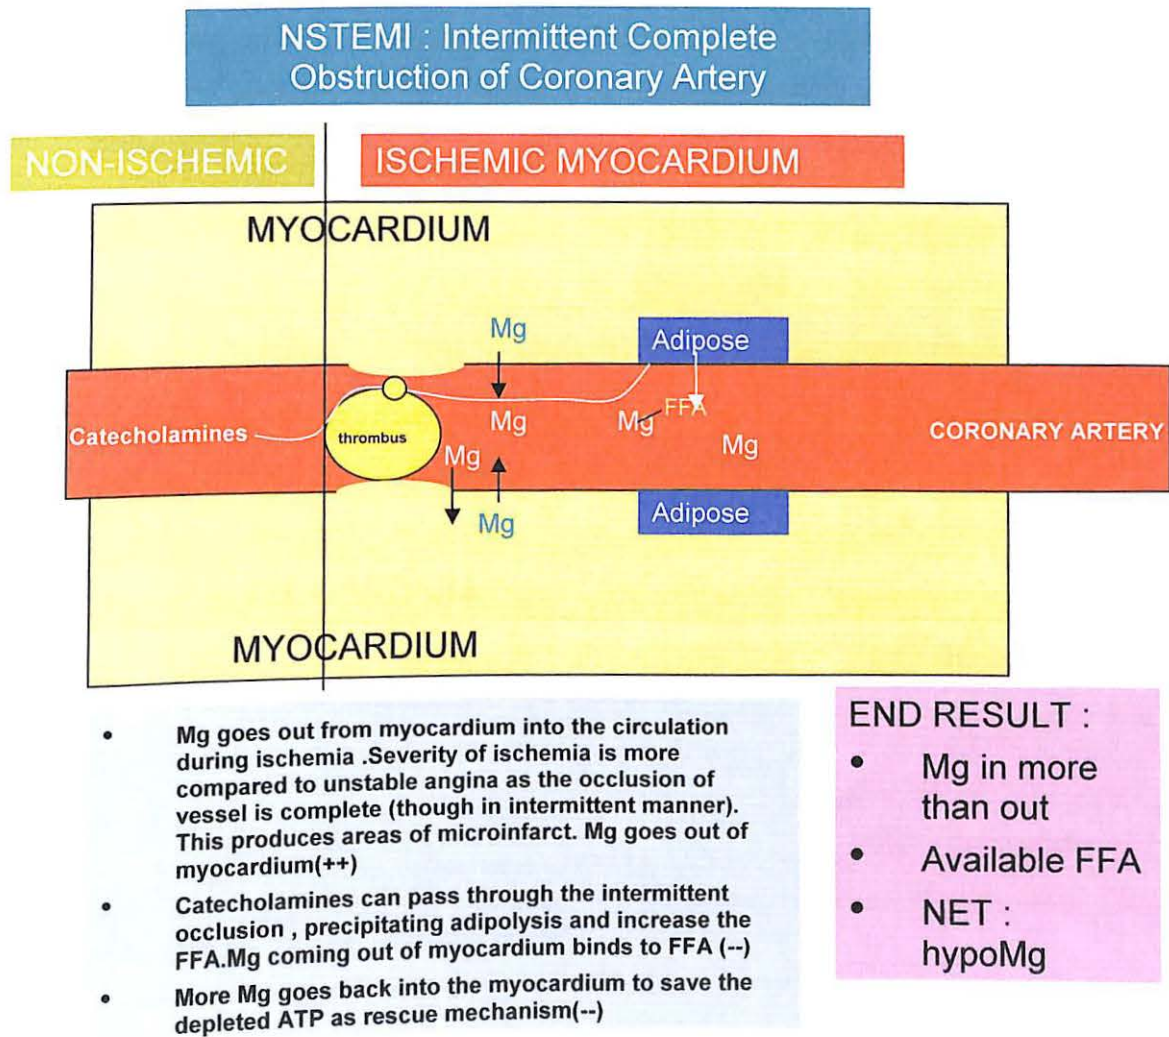 NSTEMI : Intermittent Complete
Obstruction of Coronary Artery
NON-ISCHEMIC
ISCHEMIC MYOCARDIUM
MYOCARDIUM
Mg
Adipose
Catecholamines
thrombus
Mg
Mg
FFA
Mg
Mg
CORONARY ARTERY
Mg
Adipose
MYOCARDIUM
• Mg goes out from myocardium into the circulation
during ischemia .Severity of ischemia is more
compared to unstable angina as the occlusion of
vessel is complete (though in intermittent manner).
This produces areas of microinfarct. Mg goes out of
myocardium(++)
• Catecholamines can pass through the intermittent
occlusion , precipitating adipolysis and increase the
FFA.Mg coming out of myocardium binds to FFA (--)
• More Mg goes back into the myocardium to save the
depleted ATP as rescue mechanism(--)
END RESULT :
• Mg in more
than out
• Available FFA
• NET :
hypoMg